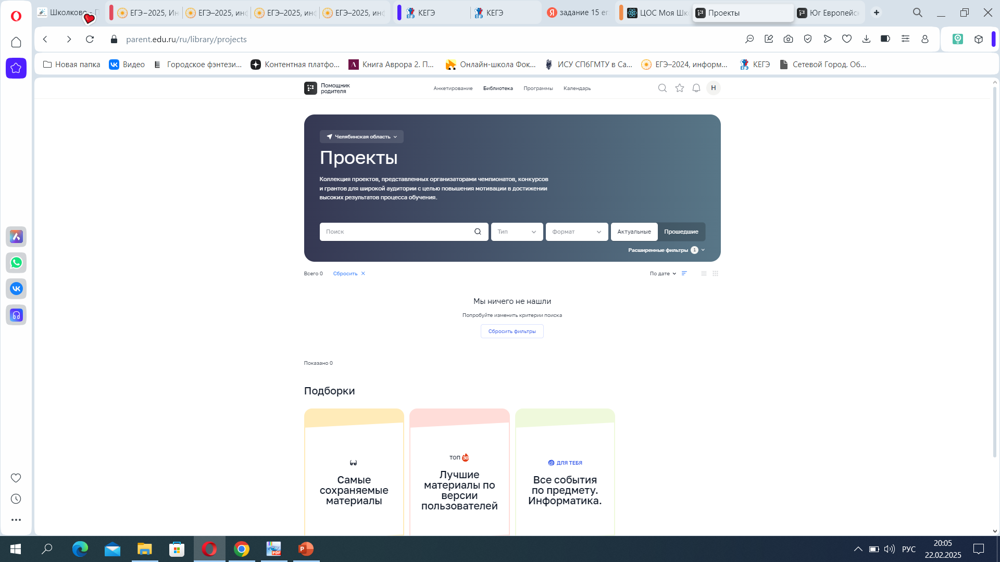 Школково - П
ЕГЭ–2025, Ин
ЕГЭ–2025, ин
ЕГЭ–2025, ин
ЕГЭ–2025, ин
КЕГЭ
КЕГЭ
задание 15 ег
ЦОС Моя Шк
Проекты
Юг Европейс
parent.edu.ru/ru/library/projects
Новая папка
Видео
Городское фэнтези...
Контентная платфо...
Книга Аврора 2. П...
Онлайн-школа Фок...
ИСУ СПбГМТУ в Са...
ЕГЭ–2024, информ...
КЕГЭ
Сетевой Город. Об...
Помощник
родителя
Анкетирование
Библиотека
Программы
Календарь
Н
Челябинская область
Проекты
Коллекция проектов, представленных организаторами чемпионатов, конкурсов
и грантов для широкой аудитории с целью повышения мотивации в достижении
высоких результатов процесса обучения.
Поиск
Тип
Формат
Актуальные
Прошедшие
Расширенные фильтры 1
Всего 0
Сбросить
По дате
Мы ничего не нашли
Попробуйте изменить критерии поиска
Сбросить фильтры
Показано 0
Подборки
Самые
сохраняемые
материалы
ТОП 30
Лучшие
материалы по
версии
пользователей
ДЛЯ ТЕБЯ
Все события
по предмету.
Информатика.
РУС
20:05
22.02.2025